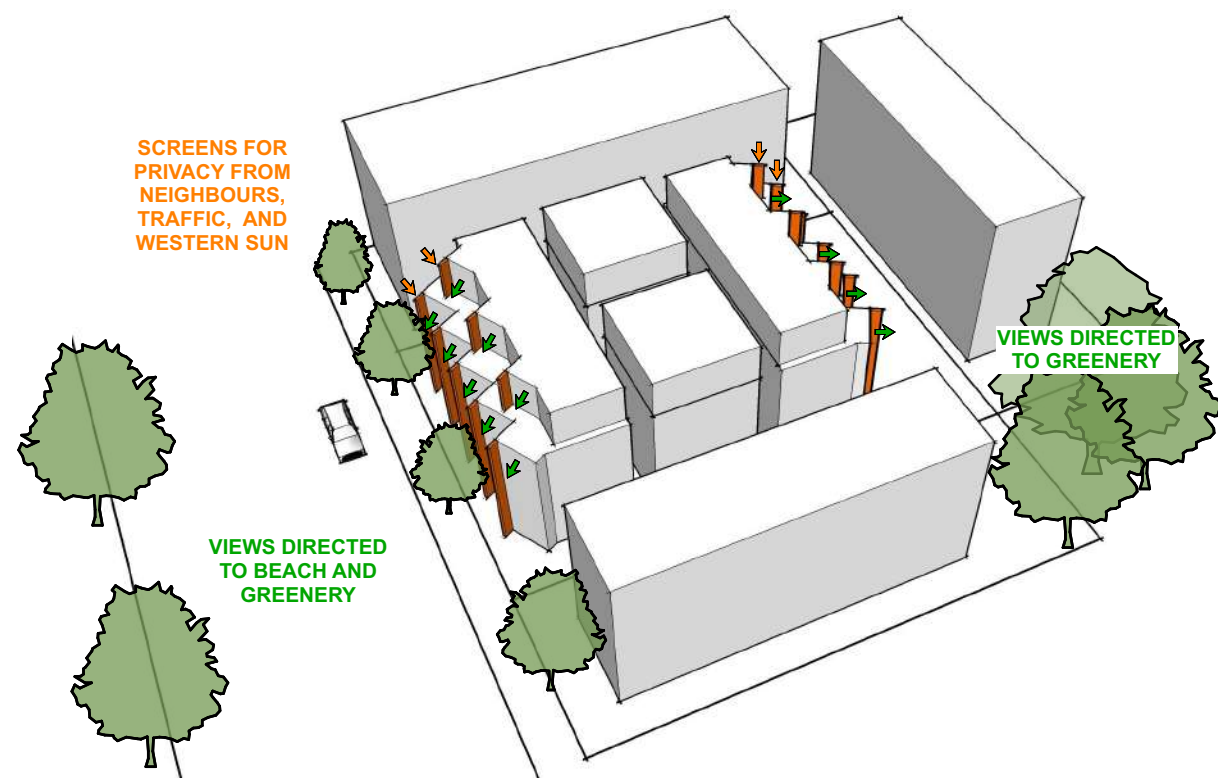 SCREENS FOR
PRIVACY FROM
NEIGHBOURS,
TRAFFIC, AND
WESTERN SUN
VIEWS DIRECTED
TO GREENERY
VIEWS DIRECTED
TO BEACH AND
GREENERY